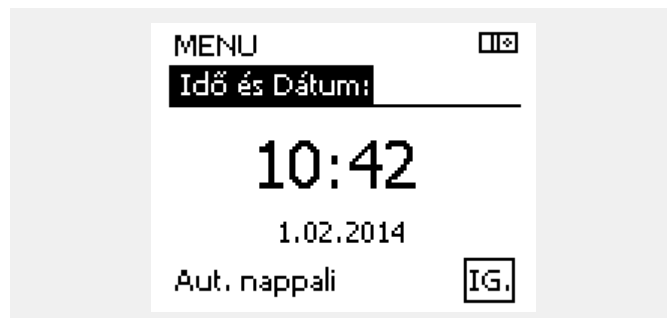 MENU
Idő és Dátum:
10:42
1.02.2014
Aut. nappali IG.